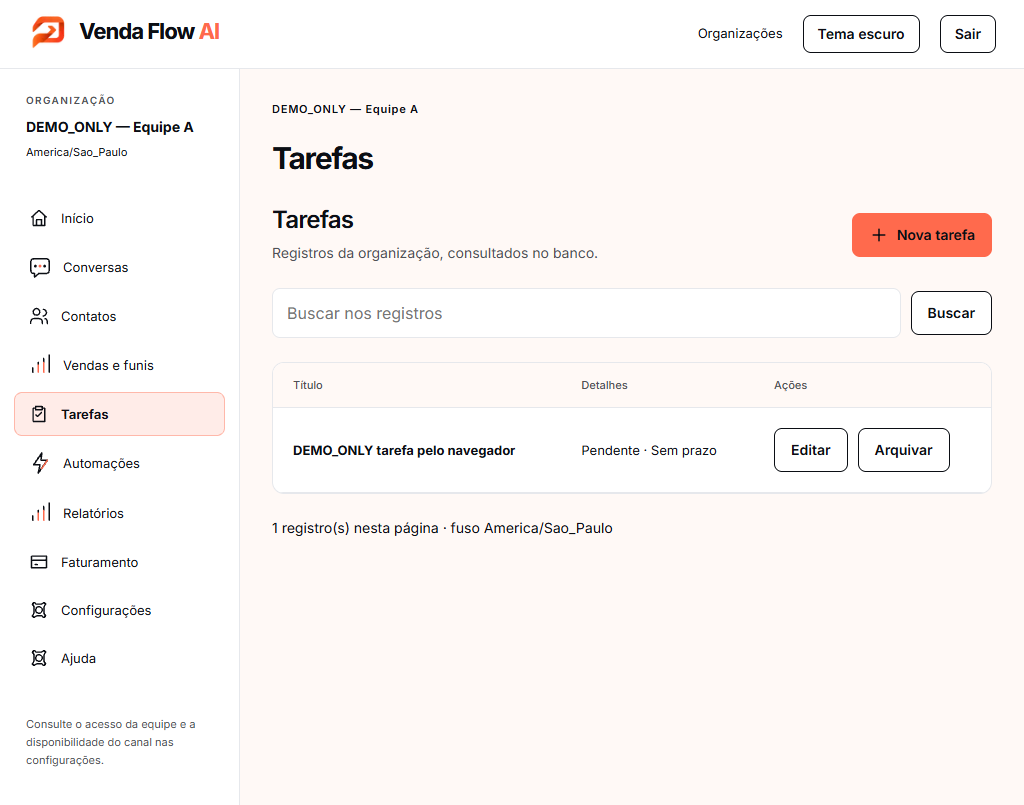 Venda Flow AI
Organizações
Tema escuro
Sair
ORGANIZAÇÃO
DEMO_ONLY — Equipe A
America/Sao_Paulo
Início
Conversas
Contatos
Vendas e funis
Tarefas
Automações
Relatórios
Faturamento
Configurações
Ajuda
Consulte o acesso da equipe e a
disponibilidade do canal nas
configurações.
DEMO_ONLY — Equipe A
Tarefas
Tarefas
Registros da organização, consultados no banco.
+ Nova tarefa
Buscar nos registros
Buscar
Título Detalhes Ações
DEMO_ONLY tarefa pelo navegador Pendente · Sem prazo Editar Arquivar
1 registro(s) nesta página · fuso America/Sao_Paulo